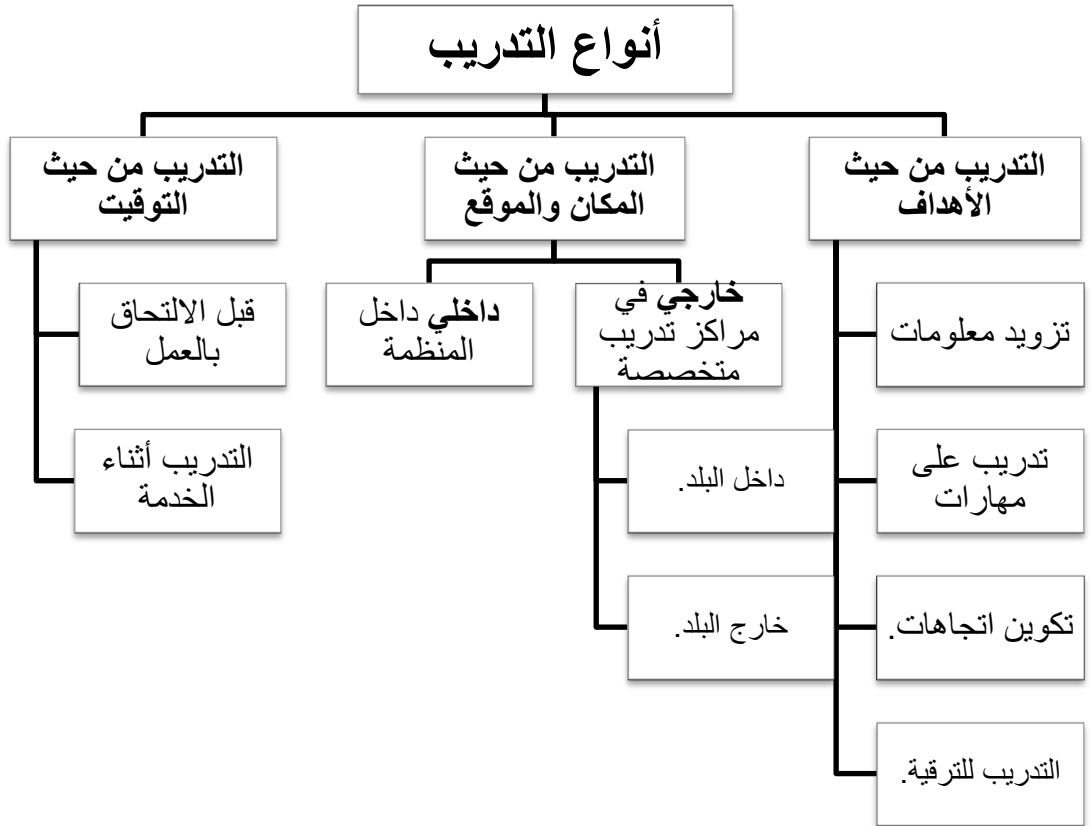 أنواع التدريب
التدريب من حيث
الأهداف
التدريب من حيث
المكان والموقع
التدريب من حيث
التوقيت
تزويد معلومات
تدريب على
مهارات
تكوين اتجاهات.
التدريب للترقية.
خارجي في
مراكز تدريب
متخصصة
داخل البلد.
خارج البلد.
داخلي داخل
المنظمة
قبل الالتحاق
بالعمل
التدريب أثناء
الخدمة